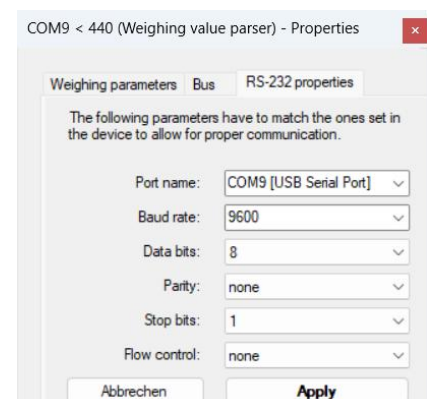 COM9 < 440 (Weighing value parser) - Properties
Weighing parameters Bus RS-232 properties
The following parameters have to match the ones set in
the device to allow for proper communication.
Port name: COM9 [USB Serial Port]
Baud rate: 9600
Data bits: 8
Parity: none
Stop bits: 1
Flow control: none
Abbrechen Apply